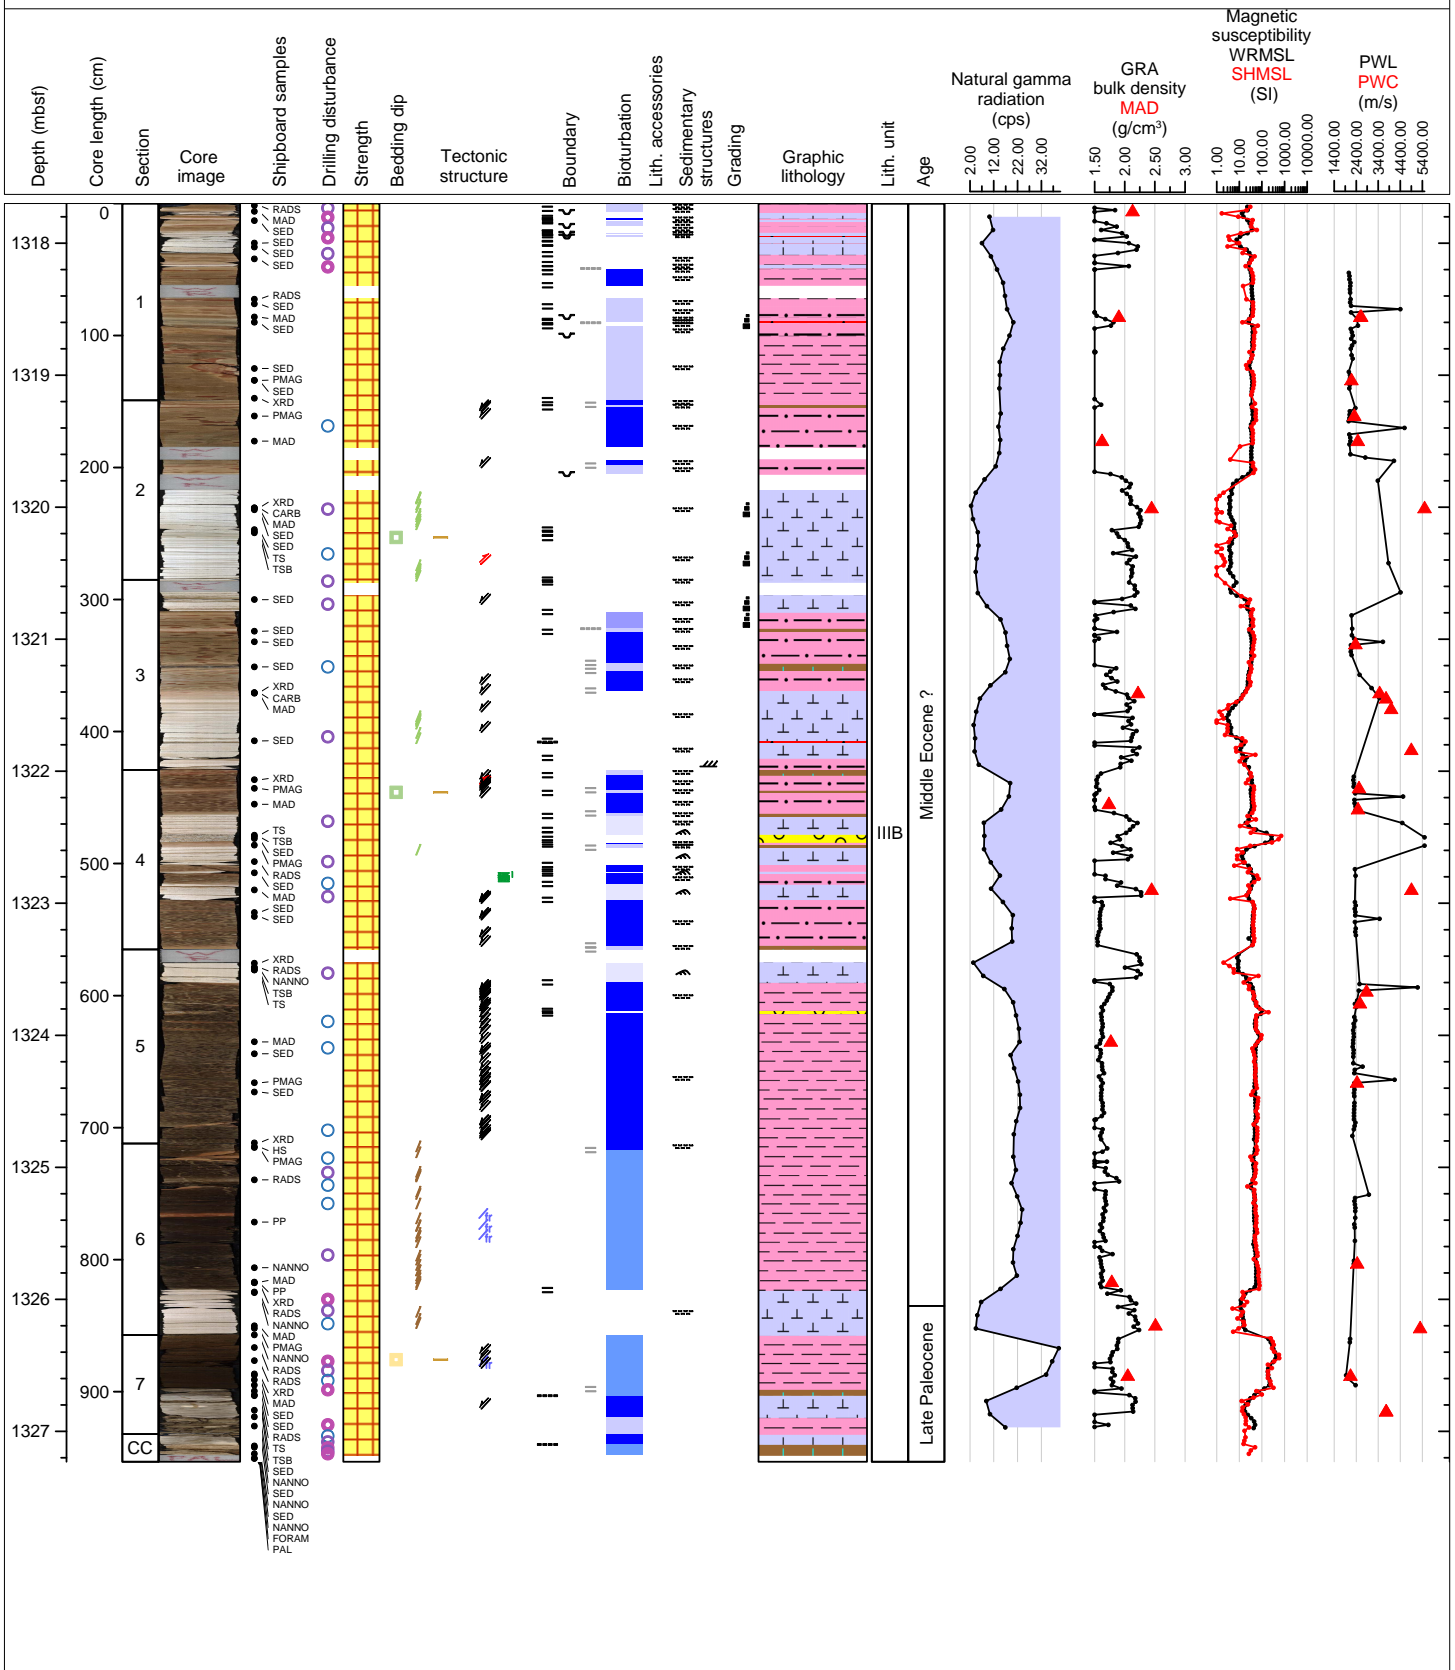 Depth (mbsf)
Core length (cm)
Section
Core
image
Shipboard samples
Drilling disturbance
Strength
Bedding dip
Tectonic
structure
Boundary
Bioturbation
Lith. accessories
Sedimentary
structures
Grading
Graphic
lithology
Lith. unit
Age
Natural gamma
radiation
(cps)
GRA
bulk density
MAD
(g/cm³)
Magnetic
susceptibility
WRMSL
SHMSL
(SI)
PWL
PWC
(m/s)
2.00
12.00
22.00
32.00
1.50
2.00
2.50
3.00
1.00
10.00
100.00
1000.00
10000.00
1400.00
2400.00
3400.00
4400.00
5400.00
1318
1319
1320
1321
1322
1323
1324
1325
1326
1327
0
100
200
300
400
500
600
700
800
900
1
2
3
4
5
6
7
CC
RADS
MAD
SED
SED
SED
SED
RADS
SED
MAD
SED
SED
PMAG
SED
XRD
PMAG
MAD
XRD
CARB
MAD
SED
SED
TS
TSB
SED
SED
SED
SED
XRD
CARB
MAD
SED
XRD
PMAG
MAD
TS
TSB
SED
PMAG
RADS
SED
MAD
SED
SED
XRD
RADS
NANNO
TSB
TS
MAD
SED
PMAG
SED
XRD
HS
PMAG
RADS
PP
NANNO
MAD
PP
XRD
RADS
NANNO
MAD
PMAG
NANNO
RADS
RADS
XRD
MAD
SED
SED
RADS
TS
TSB
SED
NANNO
SED
NANNO
SED
NANNO
FORAM
PAL
IIIB
Middle Eocene ?
Late Paleocene